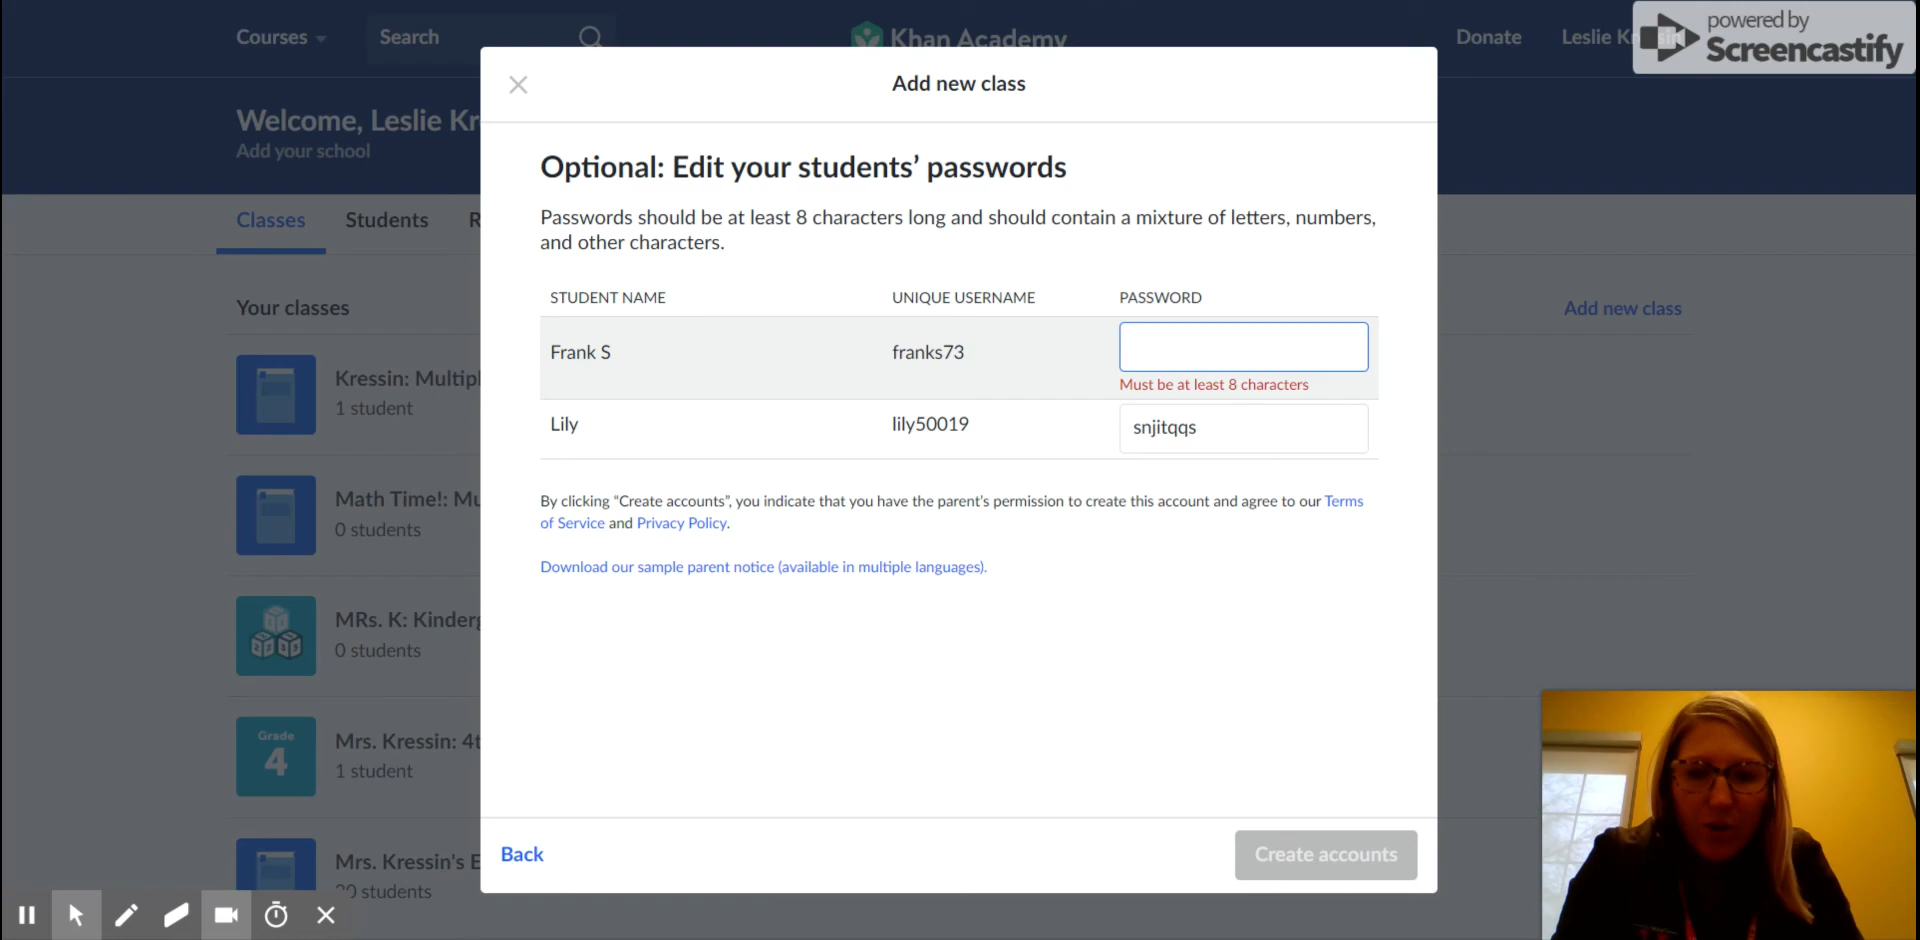 Courses
Search
Khan Academy
Donate
Leslie Kressin
powered by
Screencastify
Welcome, Leslie Kr
Add your school
Classes
Students
R
Your classes
Add new class
Kressin: Multipl
1 student
Math Time!: Mu
0 students
MRs. K: Kinderg
0 students
Grade
4
Mrs. Kressin: 4t
1 student
Mrs. Kressin's E
20 students
Add new class
Optional: Edit your students’ passwords
Passwords should be at least 8 characters long and should contain a mixture of letters, numbers,
and other characters.
STUDENT NAME UNIQUE USERNAME PASSWORD
Frank S franks73
Must be at least 8 characters
Lily lily50019 snjitqqs
By clicking “Create accounts”, you indicate that you have the parent’s permission to create this account and agree to our Terms
of Service and Privacy Policy.
Download our sample parent notice (available in multiple languages).
Back
Create accounts